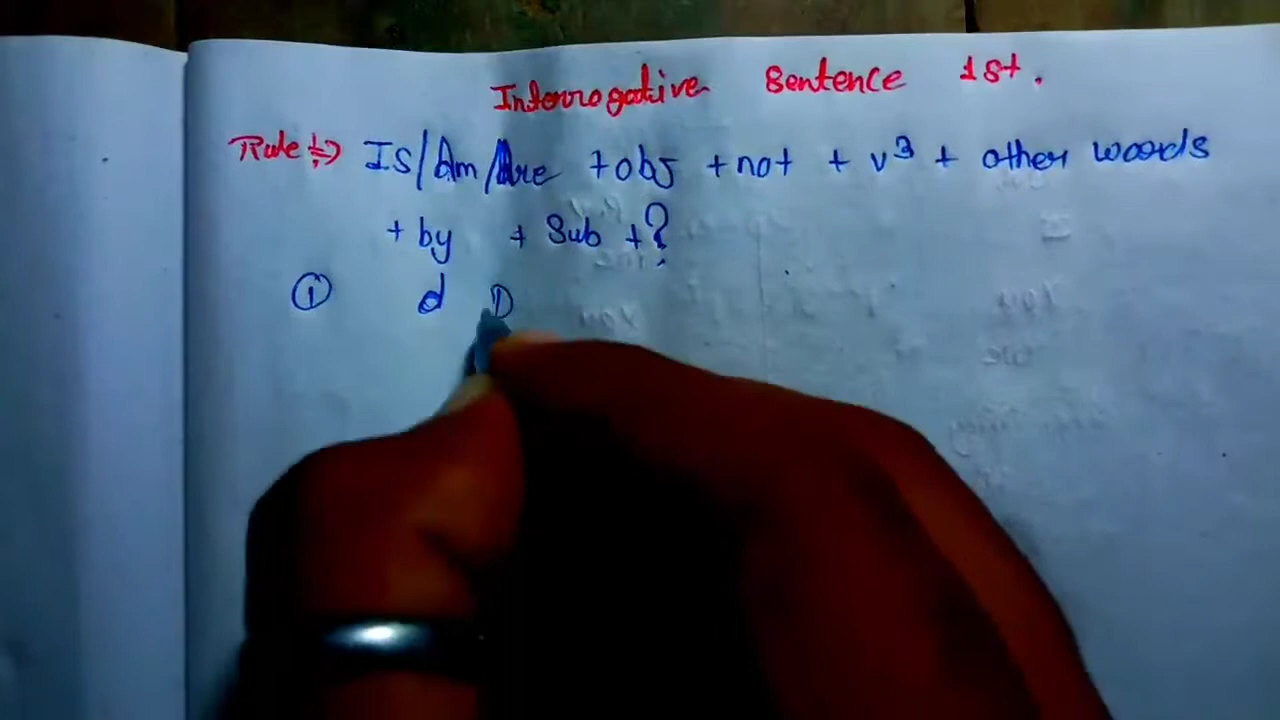 Interrogative Sentence 1st.
Rule:⇒ Is/Am/Are + obj + not + v³ + other words
+ by + Sub + ?
① d D